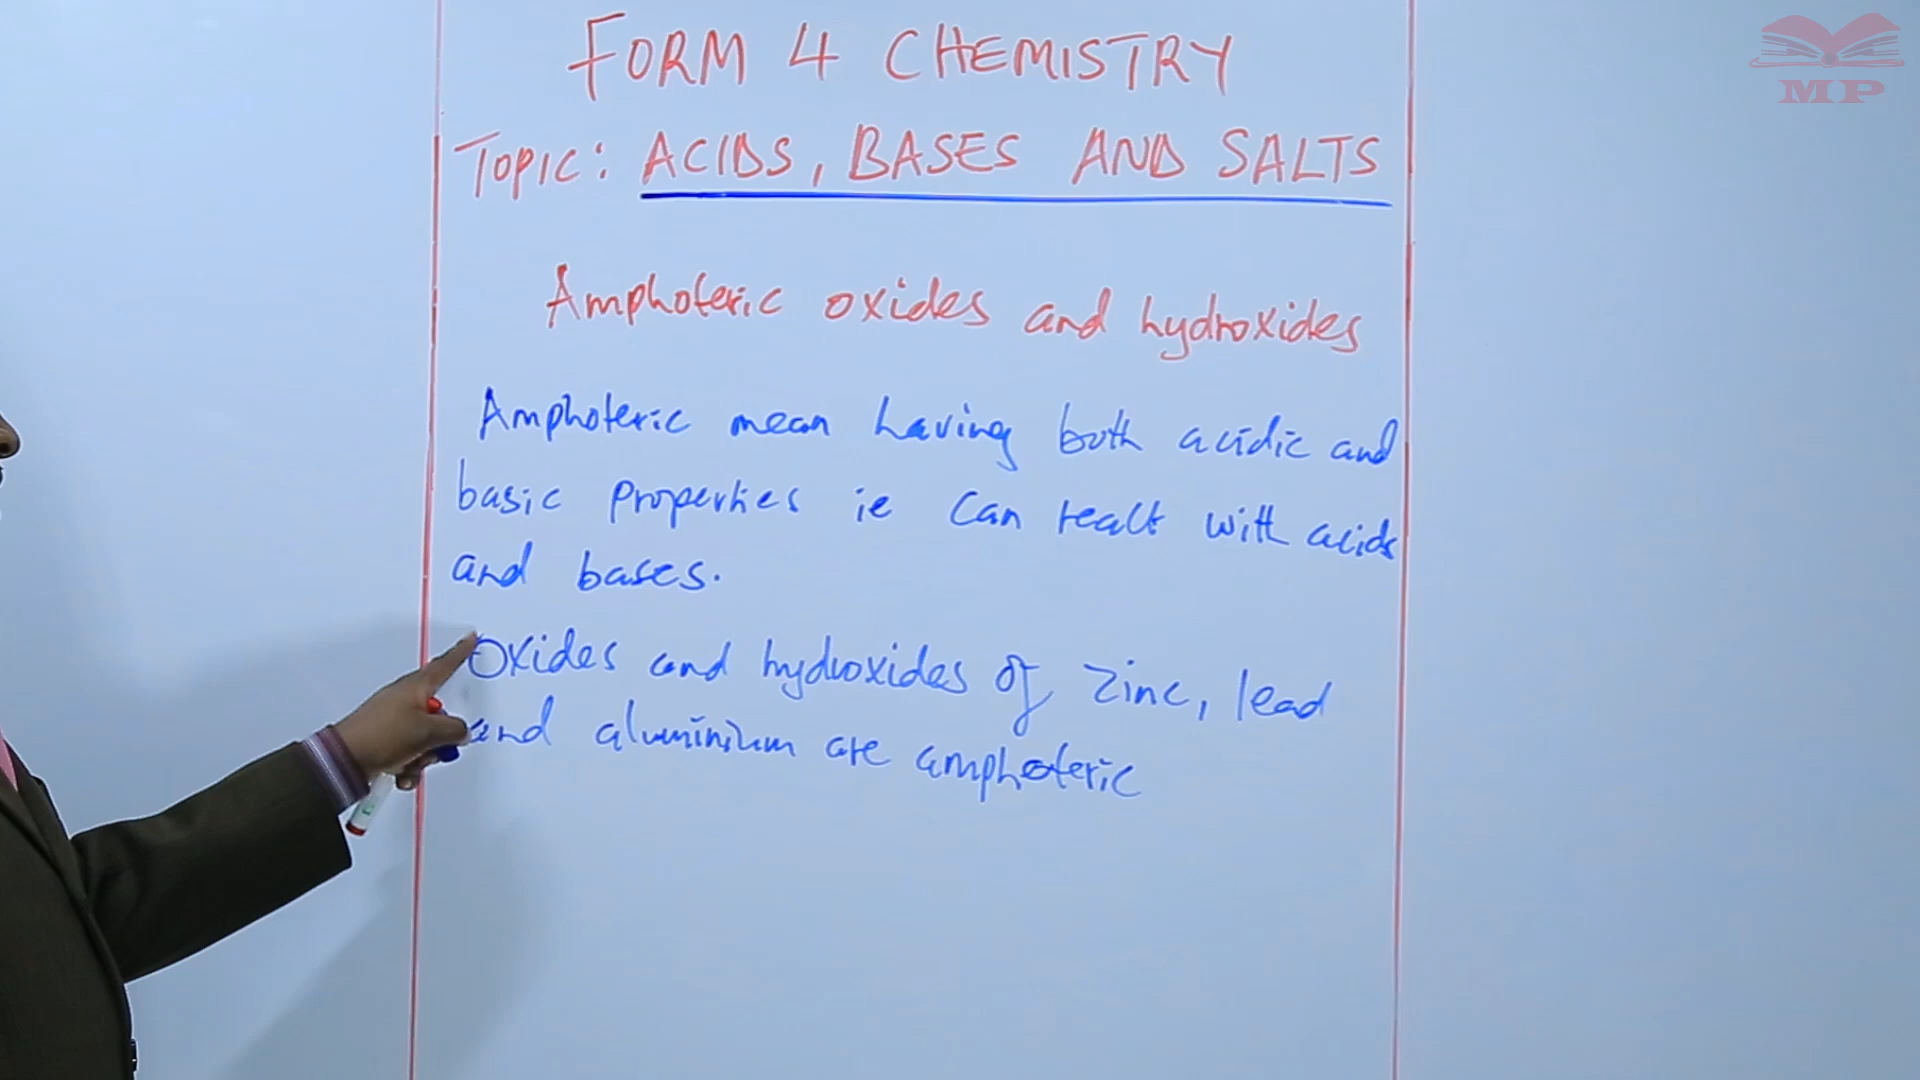 FORM 4 CHEMISTRY
MP
Topic: ACIDS, BASES AND SALTS
Amphoteric oxides and hydroxides
Amphoteric mean having both acidic and
basic properties ie Can react with acids
and bases.
Oxides and hydroxides of Zinc, lead
and aluminium are amphoteric